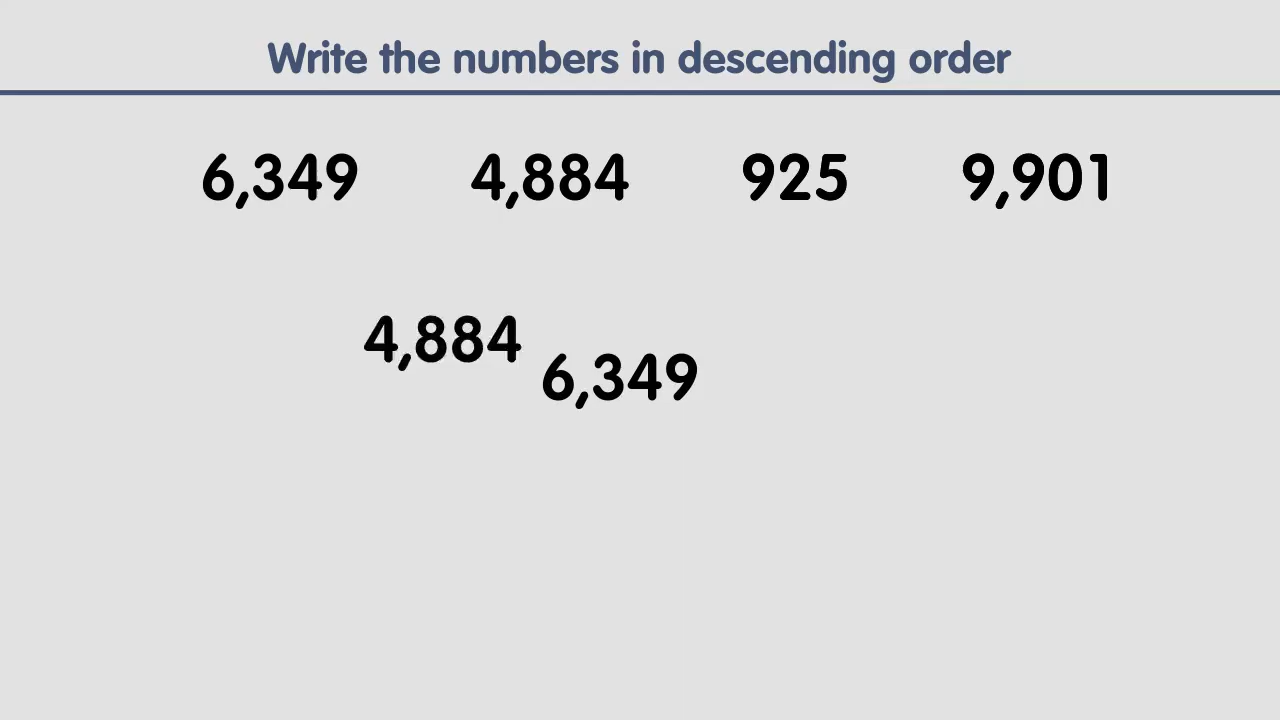 Write the numbers in descending order
6,349 4,884 925 9,901
4,884
6,349